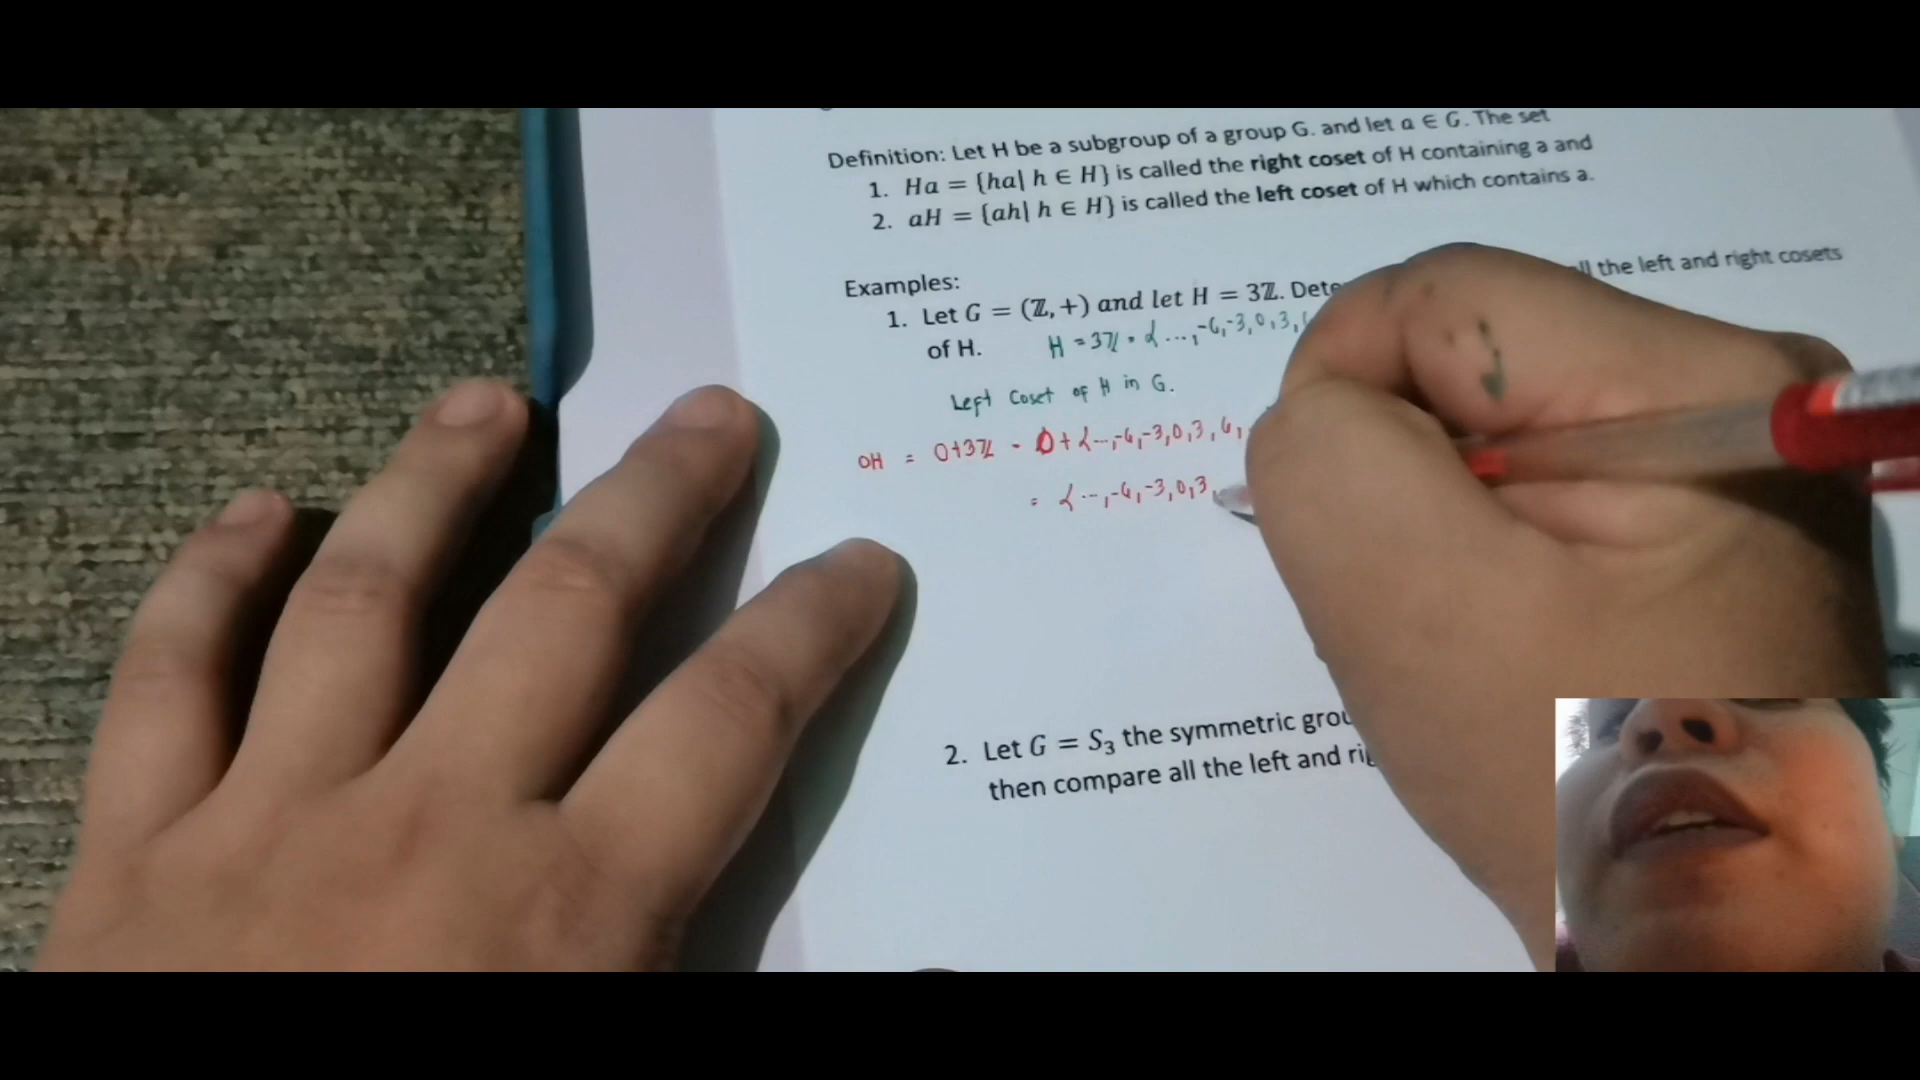 Definition: Let H be a subgroup of a group G. and let a ∈ G. The set
1. Ha = {ha| h ∈ H} is called the right coset of H containing a and
2. aH = {ah| h ∈ H} is called the left coset of H which contains a.
Examples:
1. Let G = (ℤ, +) and let H = 3ℤ. Dete ll the left and right cosets
of H. H = 3ℤ = {...,-6,-3,0,3,
Left Coset of H in G.
0H = 0+3ℤ = 0+{...,-6,-3,0,3,6,
= {...,-6,-3,0,3,
2. Let G = S₃ the symmetric grou
then compare all the left and ri